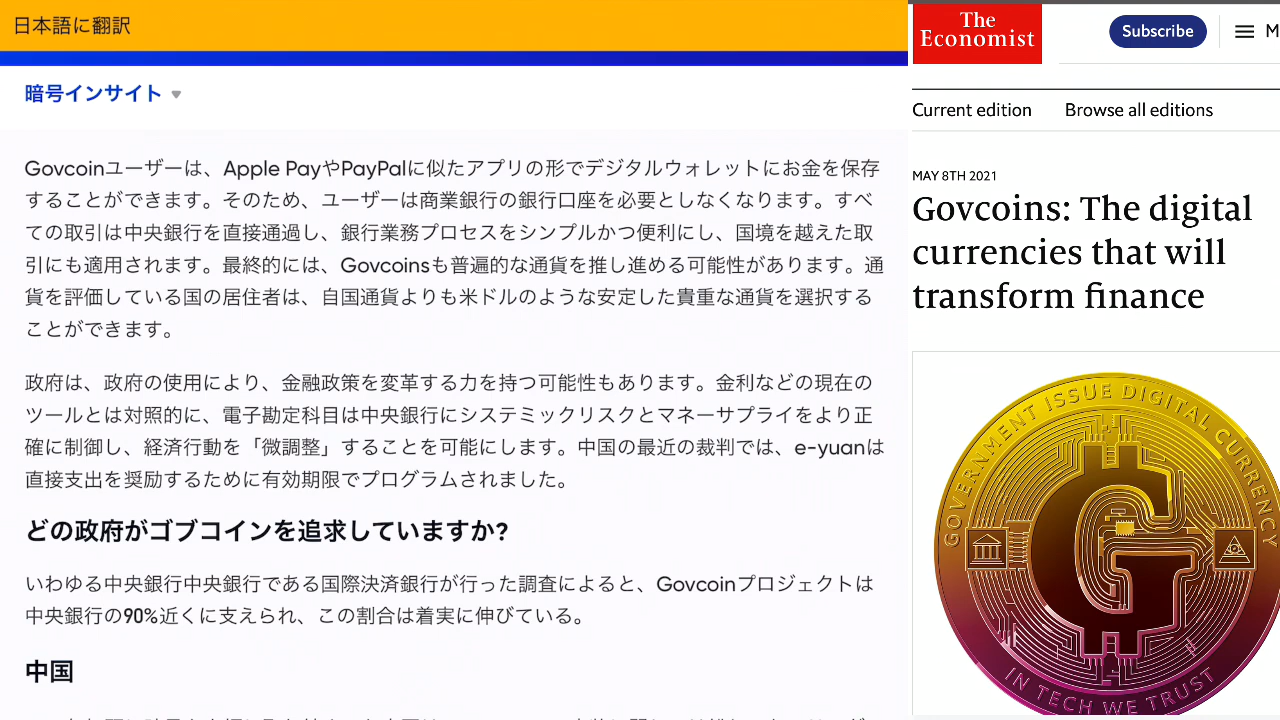 日本語に翻訳
暗号インサイト
Govcoinユーザーは、Apple PayやPayPalに似たアプリの形でデジタルウォレットにお金を保存
することができます。そのため、ユーザーは商業銀行の銀行口座を必要としなくなります。すべ
ての取引は中央銀行を直接通過し、銀行業務プロセスをシンプルかつ便利にし、国境を越えた取
引にも適用されます。最終的には、Govcoinsも普遍的な通貨を推し進める可能性があります。通
貨を評価している国の居住者は、自国通貨よりも米ドルのような安定した貴重な通貨を選択する
ことができます。
政府は、政府の使用により、金融政策を変革する力を持つ可能性もあります。金利などの現在の
ツールとは対照的に、電子勘定科目は中央銀行にシステミックリスクとマネーサプライをより正
確に制御し、経済行動を「微調整」することを可能にします。中国の最近の裁判では、e-yuanは
直接支出を奨励するために有効期限でプログラムされました。
どの政府がゴブコインを追求していますか?
いわゆる中央銀行中央銀行である国際決済銀行が行った調査によると、Govcoinプロジェクトは
中央銀行の90%近くに支えられ、この割合は着実に伸びている。
中国
The
Economist
Subscribe
M
Current edition
Browse all editions
MAY 8TH 2021
Govcoins: The digital
currencies that will
transform finance
GOVERNMENT ISSUE DIGITAL CURRENCY
IN TECH WE TRUST